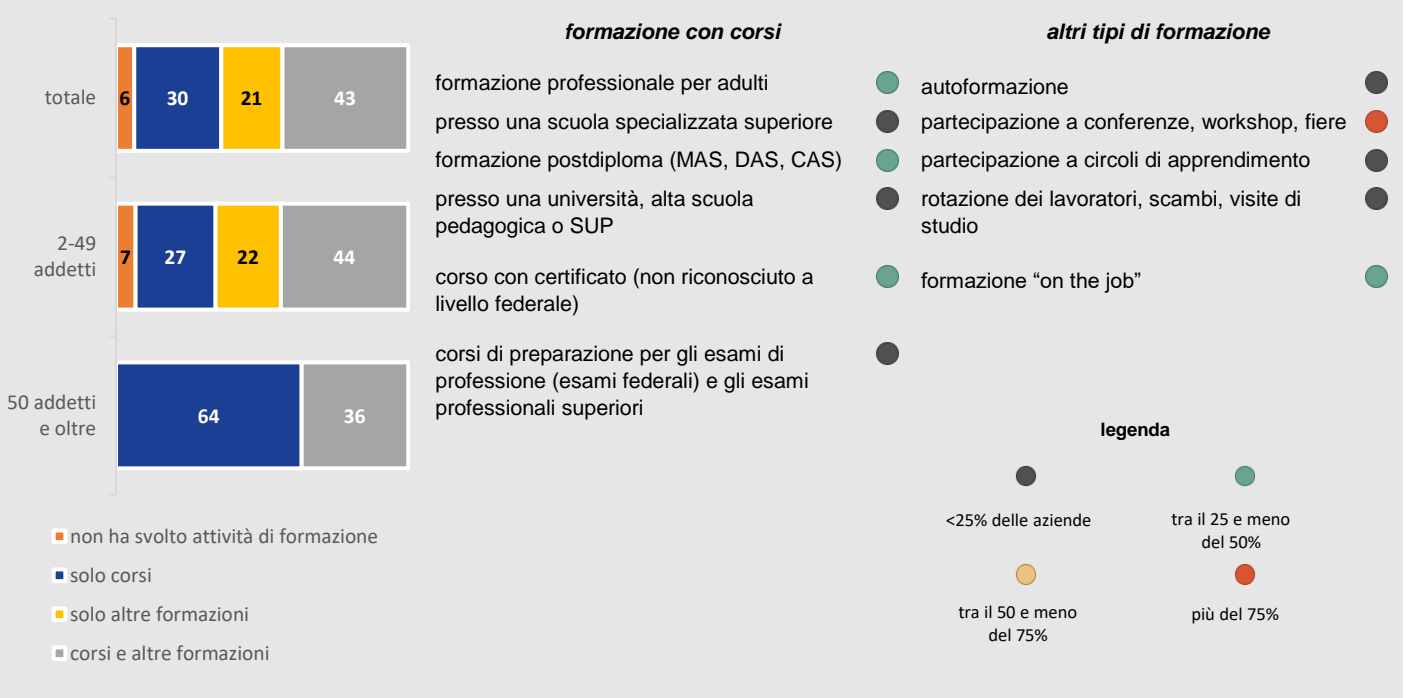 totale
6
30
21
43
2-49
addetti
7
27
22
44
50 addetti
e oltre
64
36
non ha svolto attività di formazione
solo corsi
solo altre formazioni
corsi e altre formazioni
formazione con corsi
formazione professionale per adulti
presso una scuola specializzata superiore
formazione postdiploma (MAS, DAS, CAS)
presso una università, alta scuola
pedagogica o SUP
corso con certificato (non riconosciuto a
livello federale)
corsi di preparazione per gli esami di
professione (esami federali) e gli esami
professionali superiori
altri tipi di formazione
autoformazione
partecipazione a conferenze, workshop, fiere
partecipazione a circoli di apprendimento
rotazione dei lavoratori, scambi, visite di
studio
formazione “on the job”
legenda
<25% delle aziende
tra il 25 e meno
del 50%
tra il 50 e meno
del 75%
più del 75%